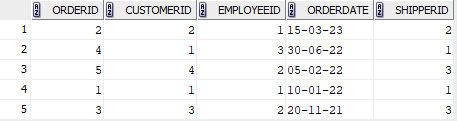 ORDERID CUSTOMERID EMPLOYEEID ORDERDATE SHIPPERID
1 2 2 1 15-03-23 2
2 4 1 3 30-06-22 1
3 5 4 2 05-02-22 3
4 1 1 1 10-01-22 1
5 3 3 2 20-11-21 3